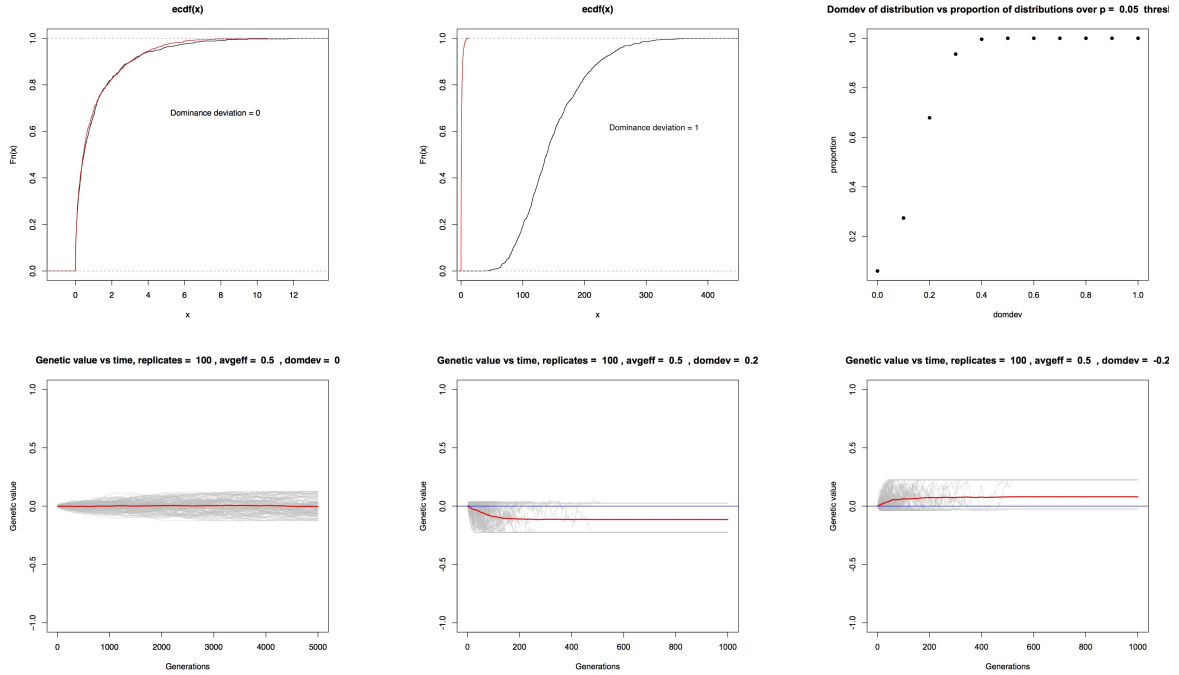 ecdf(x)
Fn(x)
1.0
0.8
0.6
0.4
0.2
0.0
Dominance deviation = 0
0 2 4 6 8 10 12
x
ecdf(x)
Fn(x)
1.0
0.8
0.6
0.4
0.2
0.0
Dominance deviation = 1
0 100 200 300 400
x
Domdev of distribution vs proportion of distributions over p = 0.05 thresl
proportion
1.0
0.8
0.6
0.4
0.2
0.0 0.2 0.4 0.6 0.8 1.0
domdev
Genetic value vs time, replicates = 100 , avgeff = 0.5 , domdev = 0
Genetic value
1.0
0.5
0.0
-0.5
-1.0
0 1000 2000 3000 4000 5000
Generations
Genetic value vs time, replicates = 100 , avgeff = 0.5 , domdev = 0.2
Genetic value
1.0
0.5
0.0
-0.5
-1.0
0 200 400 600 800 1000
Generations
Genetic value vs time, replicates = 100 , avgeff = 0.5 , domdev = -0.2
Genetic value
1.0
0.5
0.0
-0.5
-1.0
0 200 400 600 800 1000
Generations